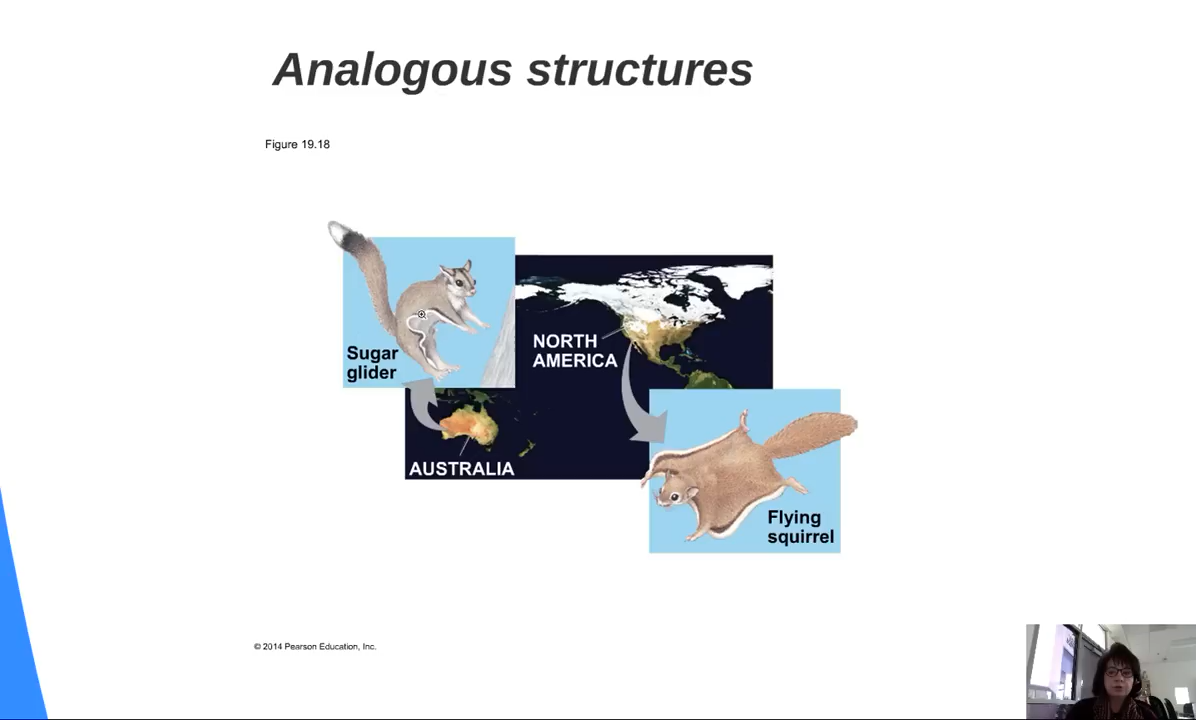 Analogous structures
Figure 19.18
Sugar
glider
NORTH
AMERICA
AUSTRALIA
Flying
squirrel
© 2014 Pearson Education, Inc.